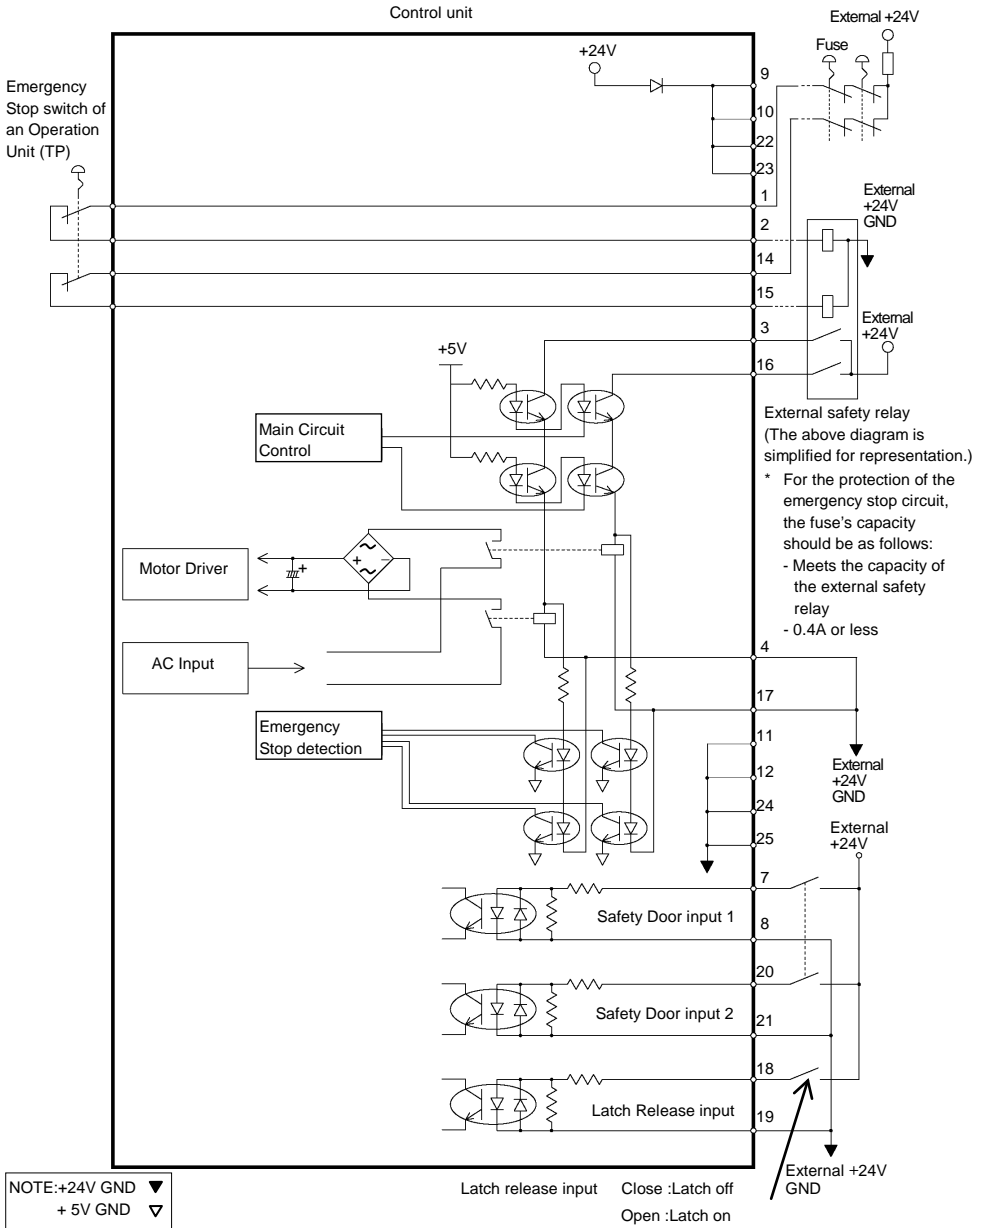 Control unit
External +24V
Fuse
+24V
Emergency
Stop switch of
an Operation
Unit (TP)
9
10
22
23
1
2
14
15
3
16
External
+24V
GND
External
+24V
+5V
Main Circuit
Control
External safety relay
(The above diagram is
simplified for representation.)
* For the protection of the
emergency stop circuit,
the fuse's capacity
should be as follows:
- Meets the capacity of
the external safety
relay
- 0.4A or less
Motor Driver
+
−
+
AC Input
4
17
11
12
24
25
Emergency
Stop detection
External
+24V
GND
External
+24V
7
Safety Door input 1
8
20
Safety Door input 2
21
18
Latch Release input
19
External +24V
GND
NOTE:+24V GND ▼
+ 5V GND ▽
Latch release input Close :Latch off
Open :Latch on